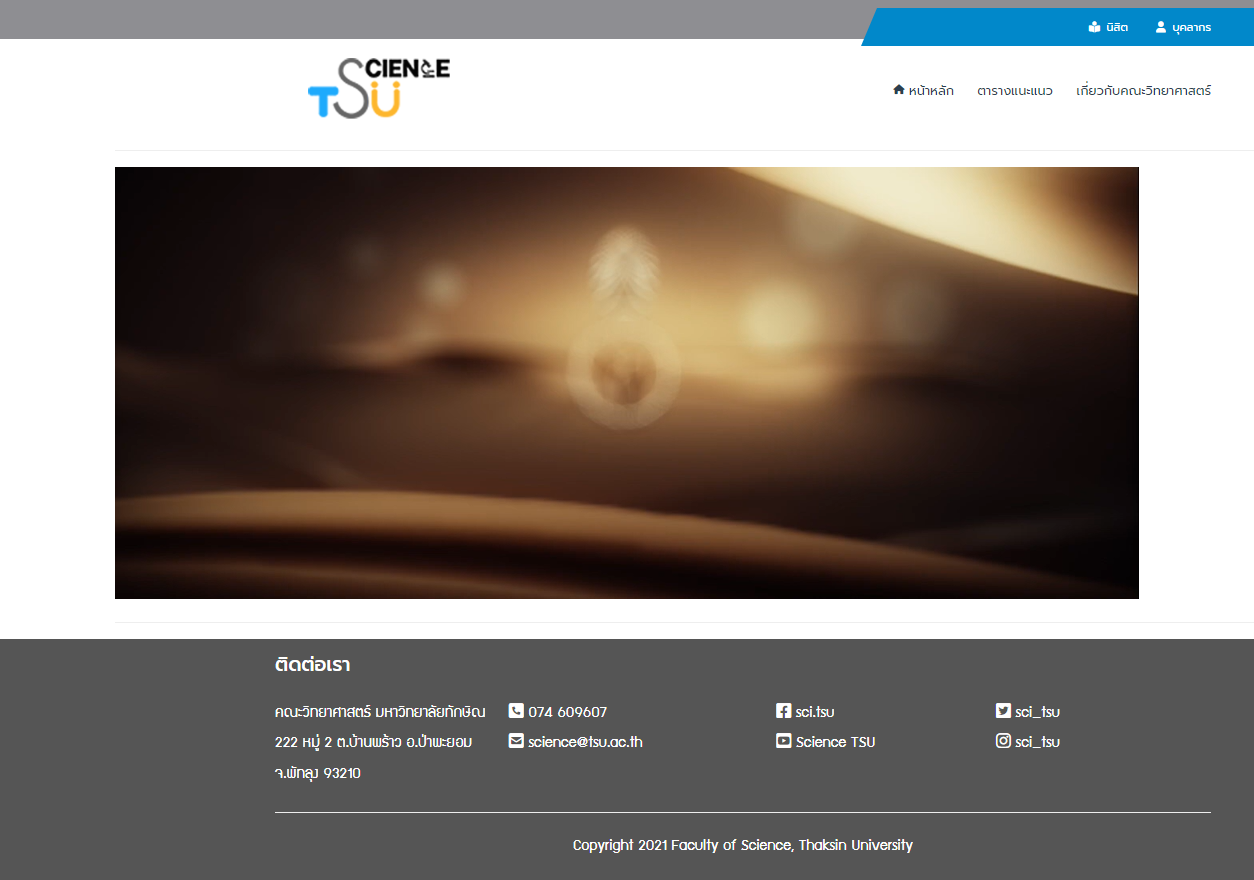 นิสิต บุคลากร
SCIENCE
TSU
หน้าหลัก ตารางแนะแนว เกี่ยวกับคณะวิทยาศาสตร์
ติดต่อเรา
คณะวิทยาศาสตร์ มหาวิทยาลัยทักษิณ 074 609607 sci.tsu sci_tsu
222 หมู่ 2 ต.บ้านพร้าว อ.ป่าพะยอม science@tsu.ac.th Science TSU sci_tsu
จ.พัทลุง 93210
Copyright 2021 Faculty of Science, Thaksin University